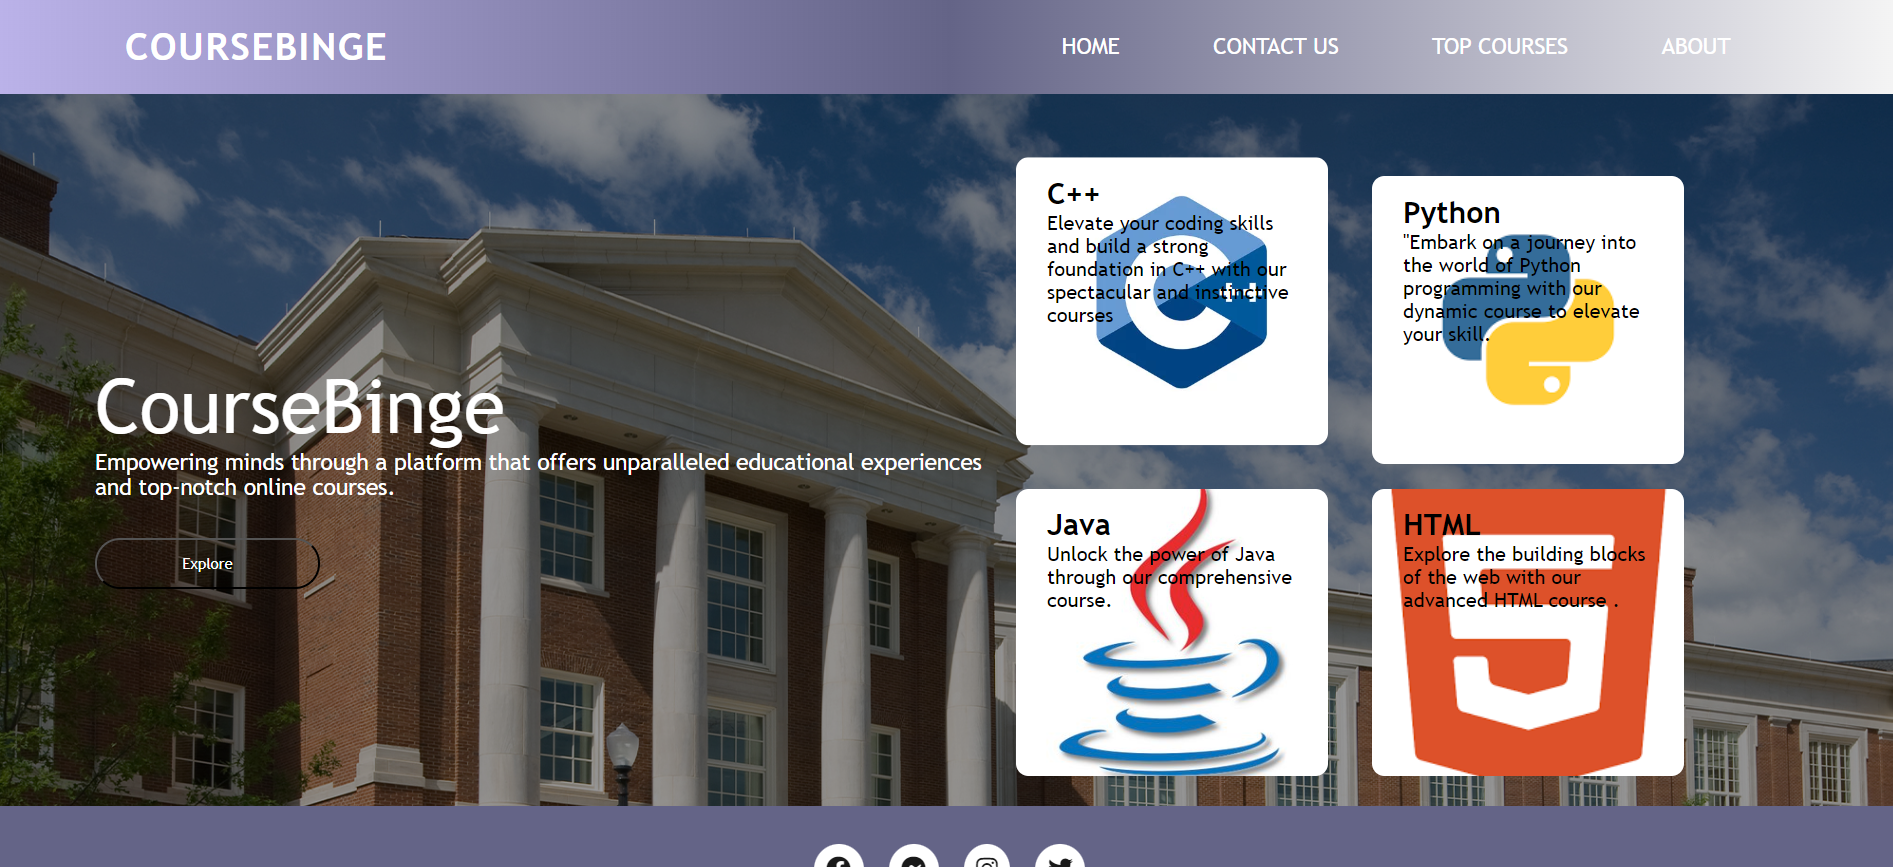 COURSEBINGE
HOME CONTACT US TOP COURSES ABOUT
CourseBinge
Empowering minds through a platform that offers unparalleled educational experiences
and top-notch online courses.
Explore
C++
Elevate your coding skills
and build a strong
foundation in C++ with our
spectacular and instinctive
courses
C++
Python
"Embark on a journey into
the world of Python
programming with our
dynamic course to elevate
your skill.
Java
Unlock the power of Java
through our comprehensive
course.
HTML
Explore the building blocks
of the web with our
advanced HTML course .
5